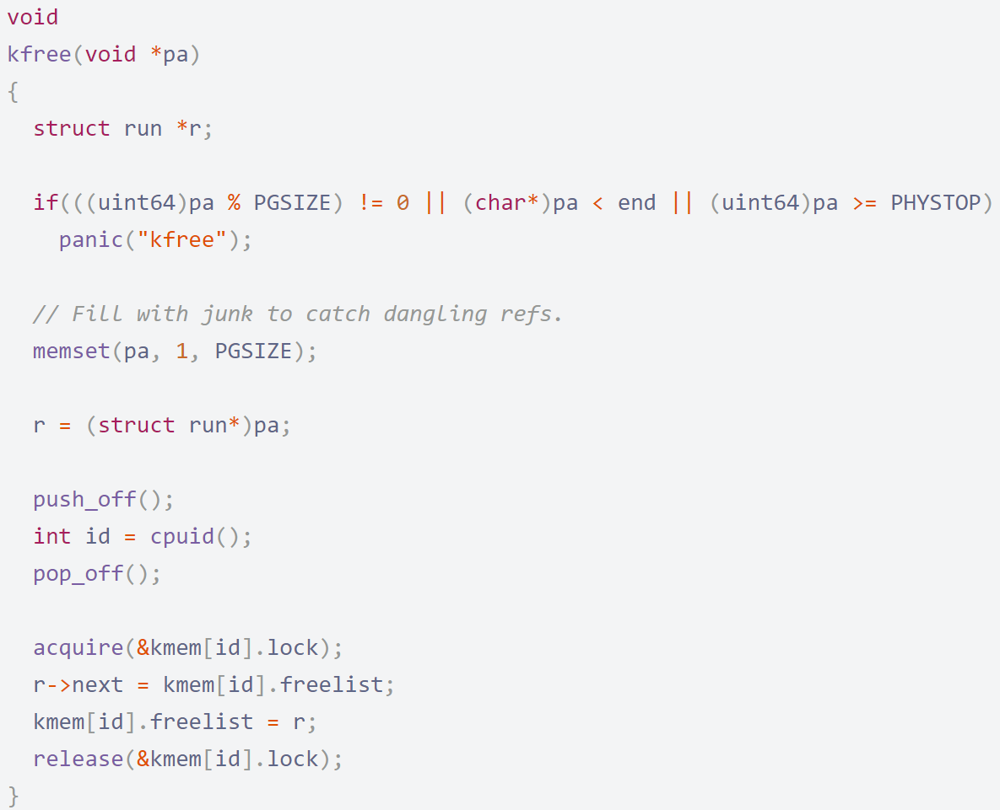 void
kfree(void *pa)
{
  struct run *r;

  if(((uint64)pa % PGSIZE) != 0 || (char*)pa < end || (uint64)pa >= PHYSTOP)
    panic("kfree");

  // Fill with junk to catch dangling refs.
  memset(pa, 1, PGSIZE);

  r = (struct run*)pa;

  push_off();
  int id = cpuid();
  pop_off();

  acquire(&kmem[id].lock);
  r->next = kmem[id].freelist;
  kmem[id].freelist = r;
  release(&kmem[id].lock);
}